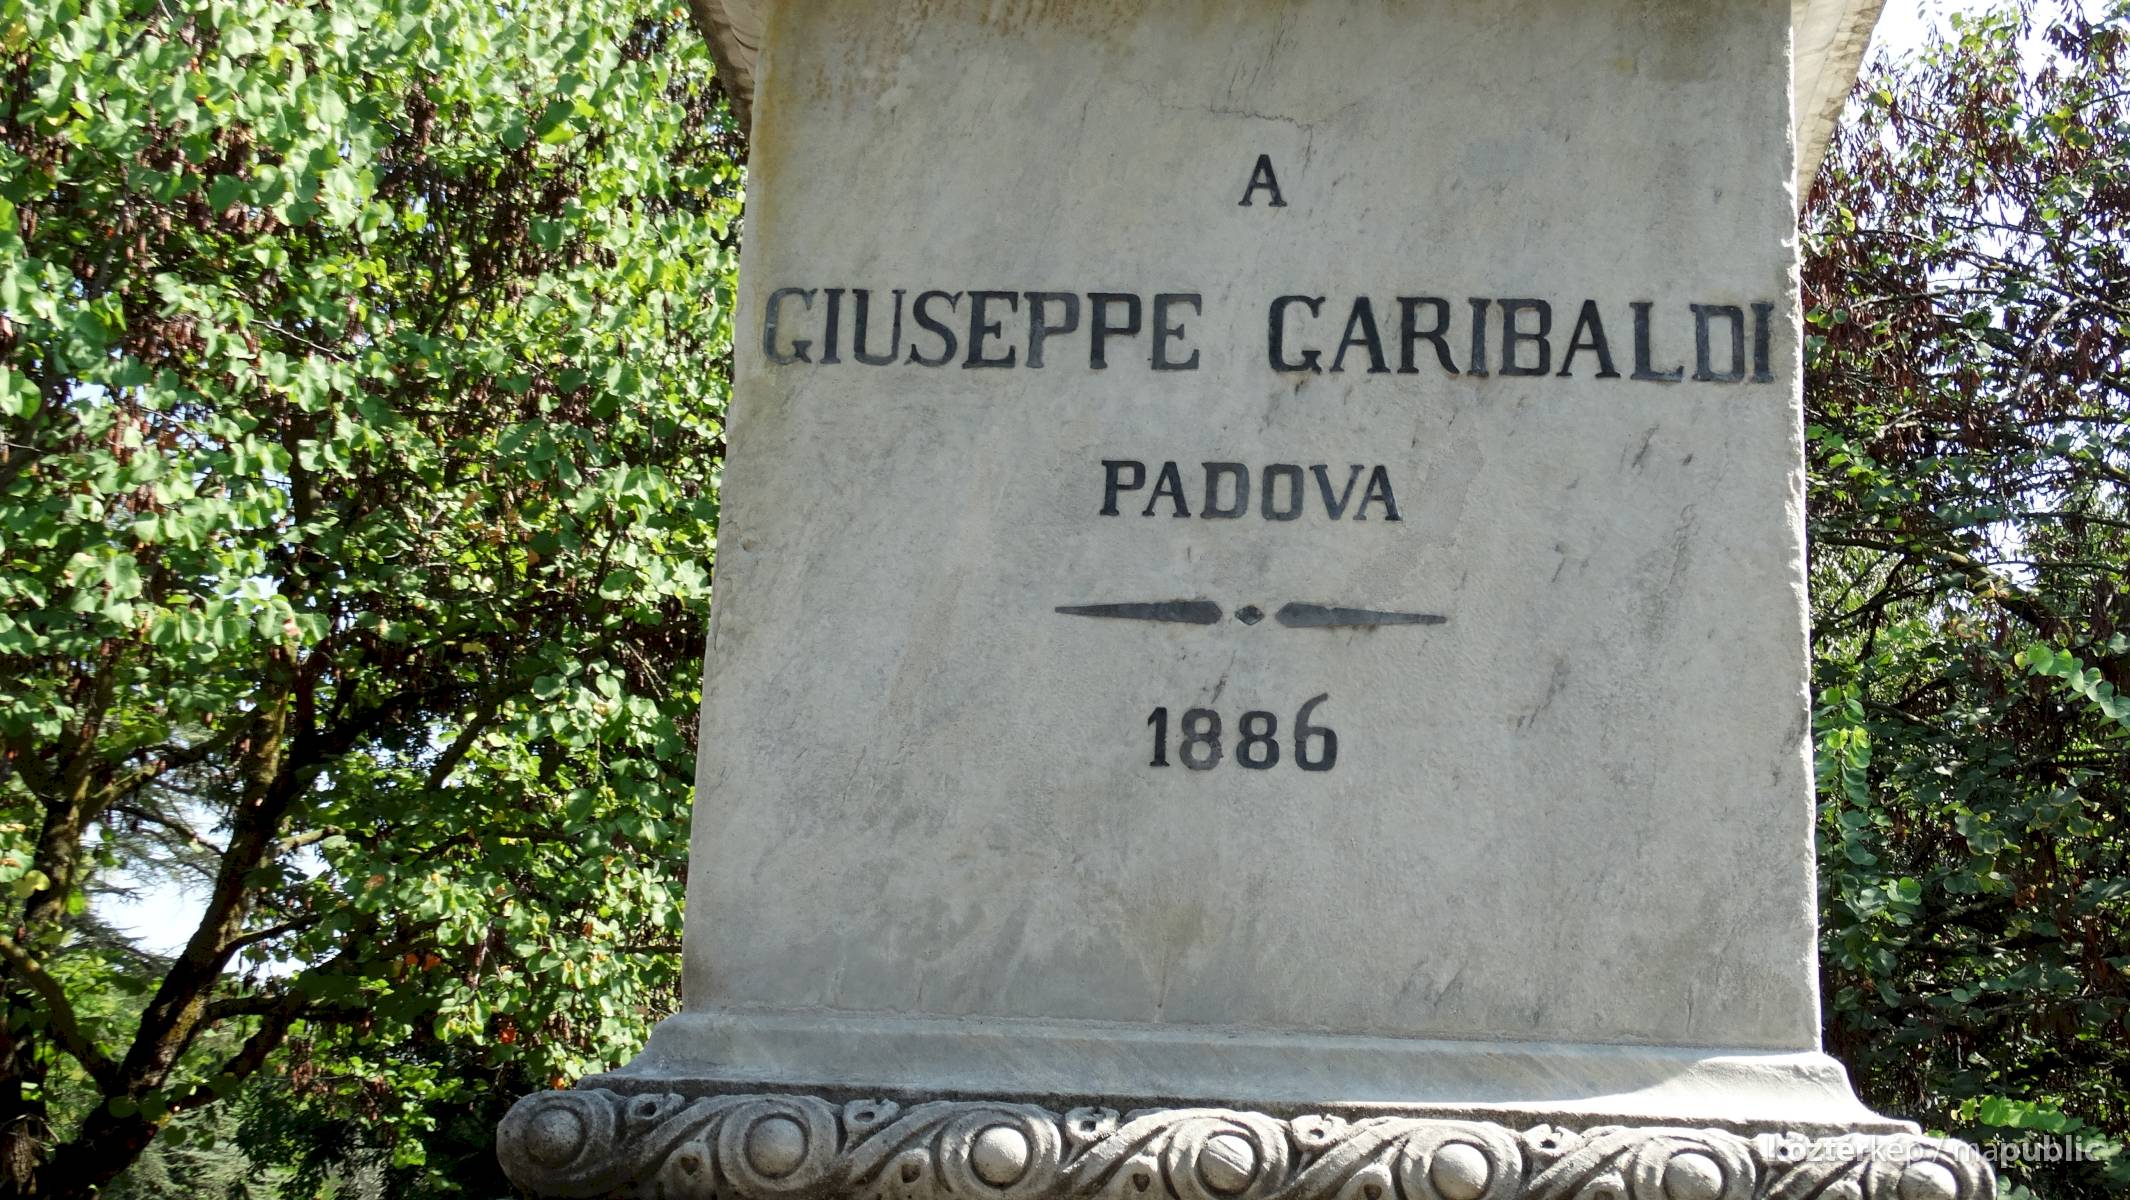 A
GIUSEPPE GARIBALDI
PADOVA
1886
köztérkép / mapublic